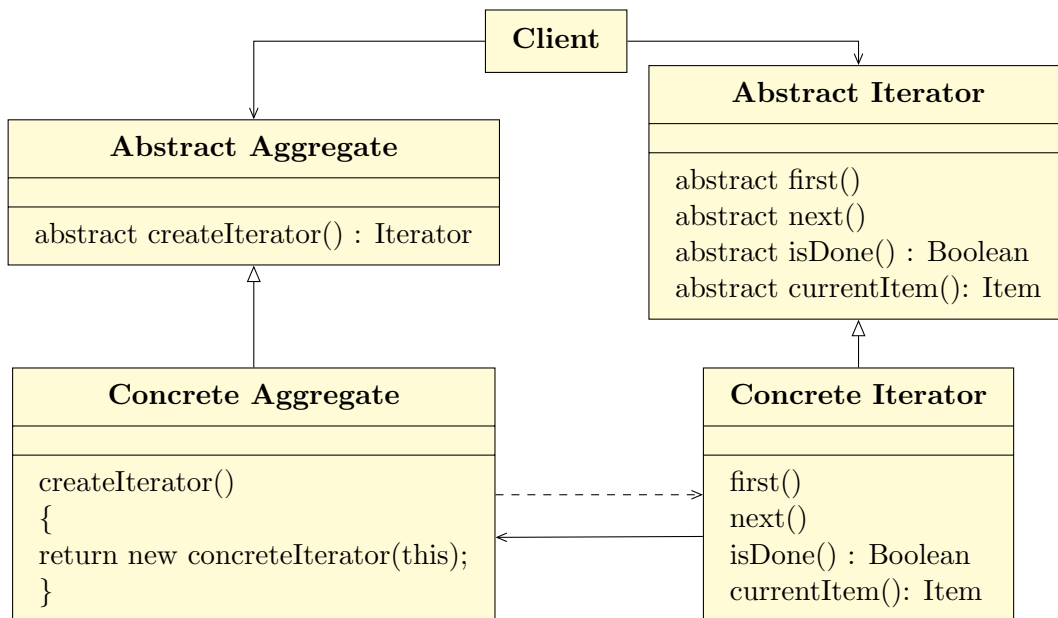 Client
Abstract Aggregate
abstract createIterator() : Iterator
Abstract Iterator
abstract first()
abstract next()
abstract isDone() : Boolean
abstract currentItem(): Item
Concrete Aggregate
createIterator()
{
return new concreteIterator(this);
}
Concrete Iterator
first()
next()
isDone() : Boolean
currentItem(): Item